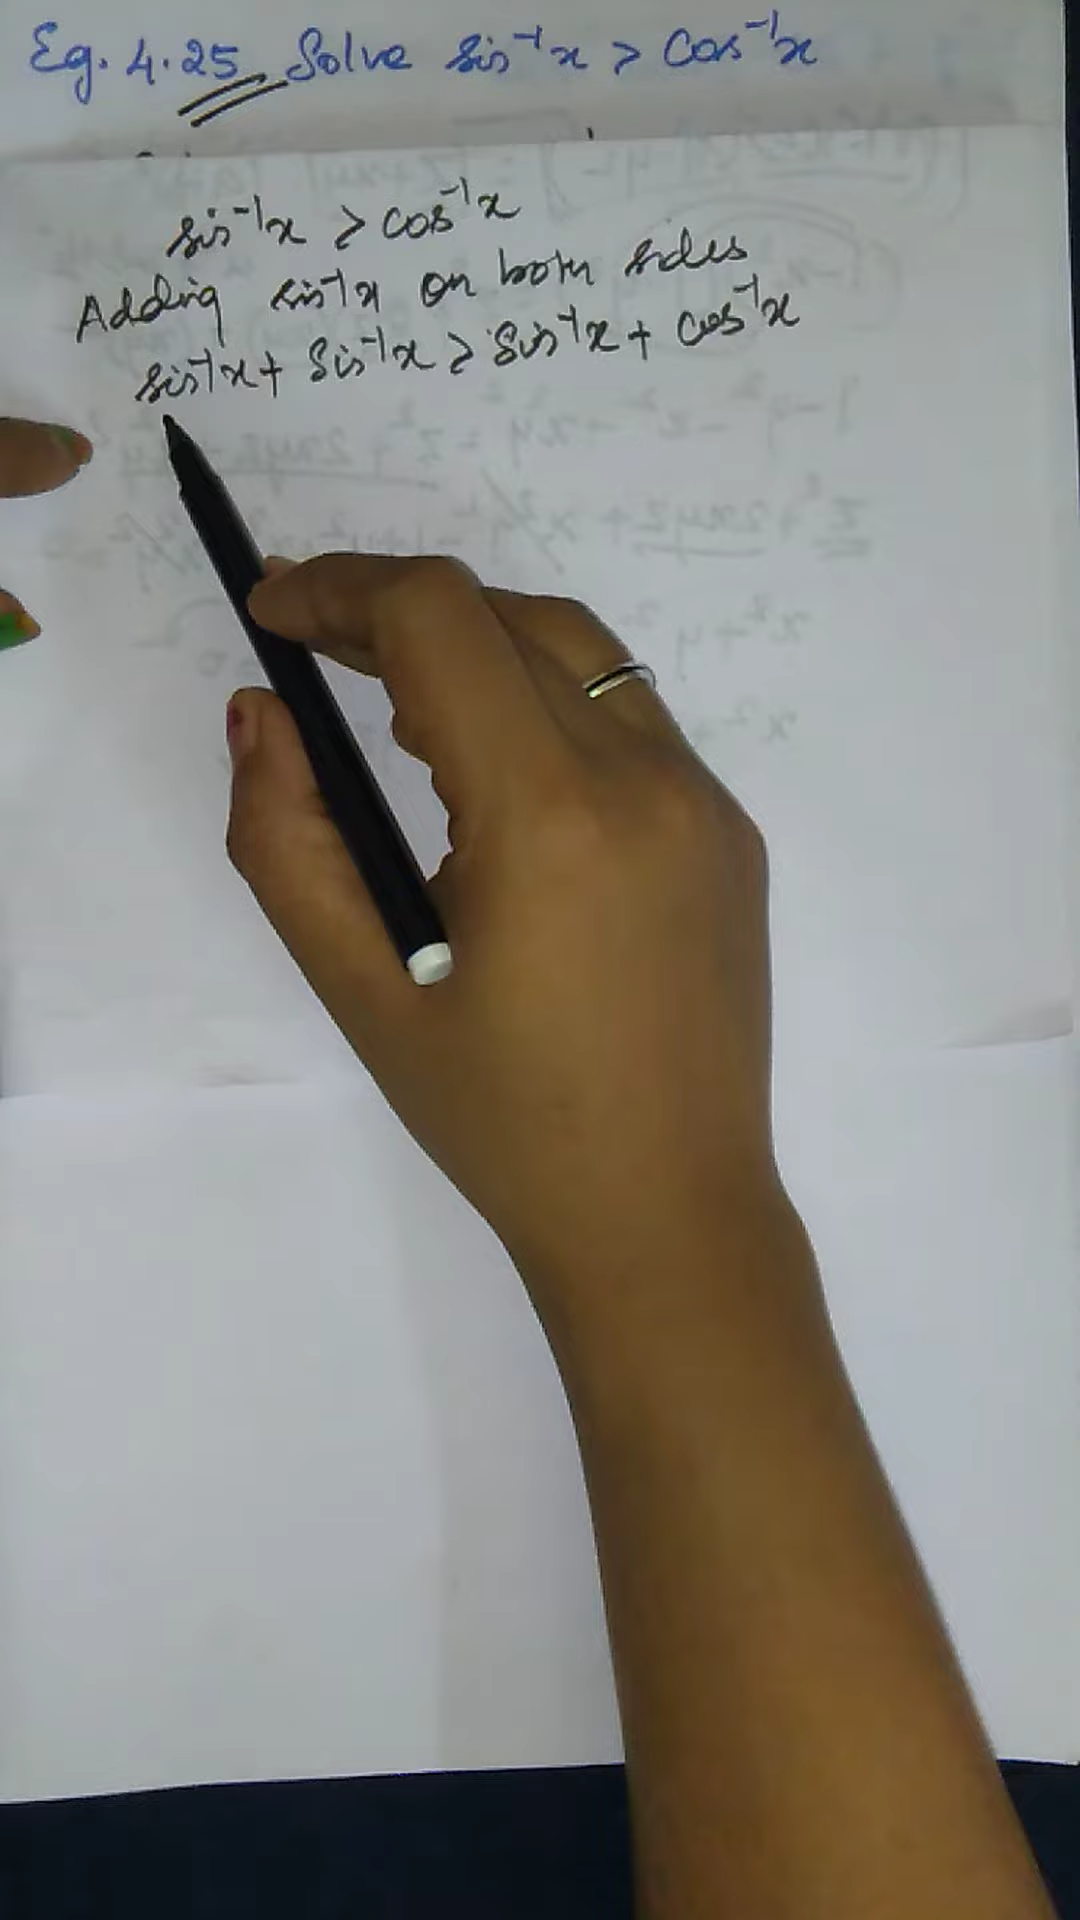 Eg. 4.25 Solve sin⁻¹x > cos⁻¹x
sin⁻¹x > cos⁻¹x
Adding sin⁻¹x on both sides
sin⁻¹x + sin⁻¹x > sin⁻¹x + cos⁻¹x